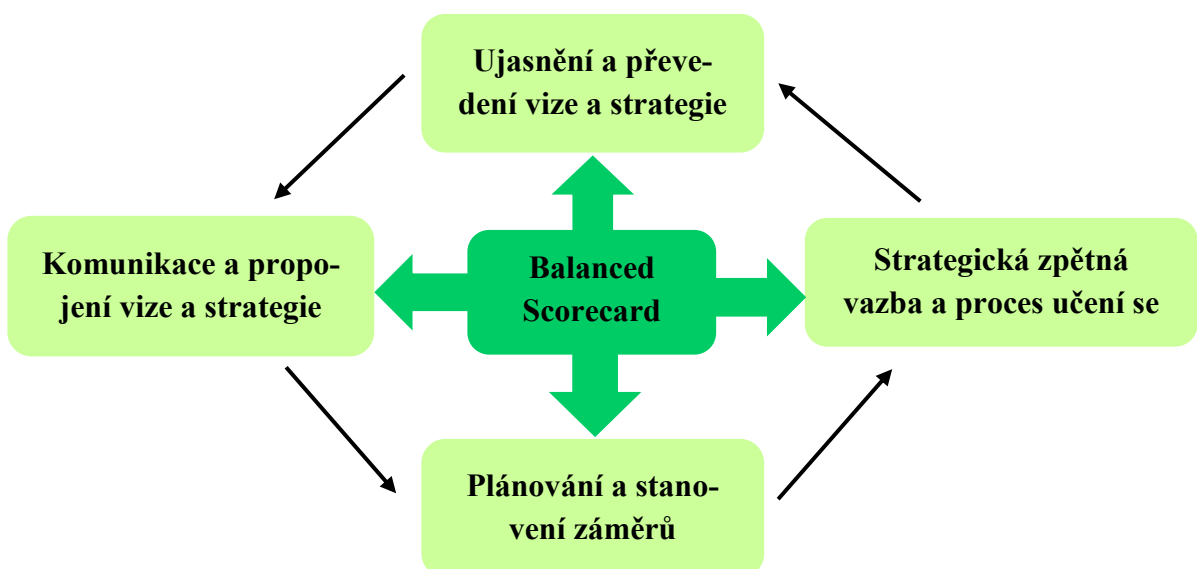 Ujasnění a převe-
dení vize a strategie
Komunikace a propo-
jení vize a strategie
Balanced
Scorecard
Strategická zpětná
vazba a proces učení se
Plánování a stano-
vení záměrů